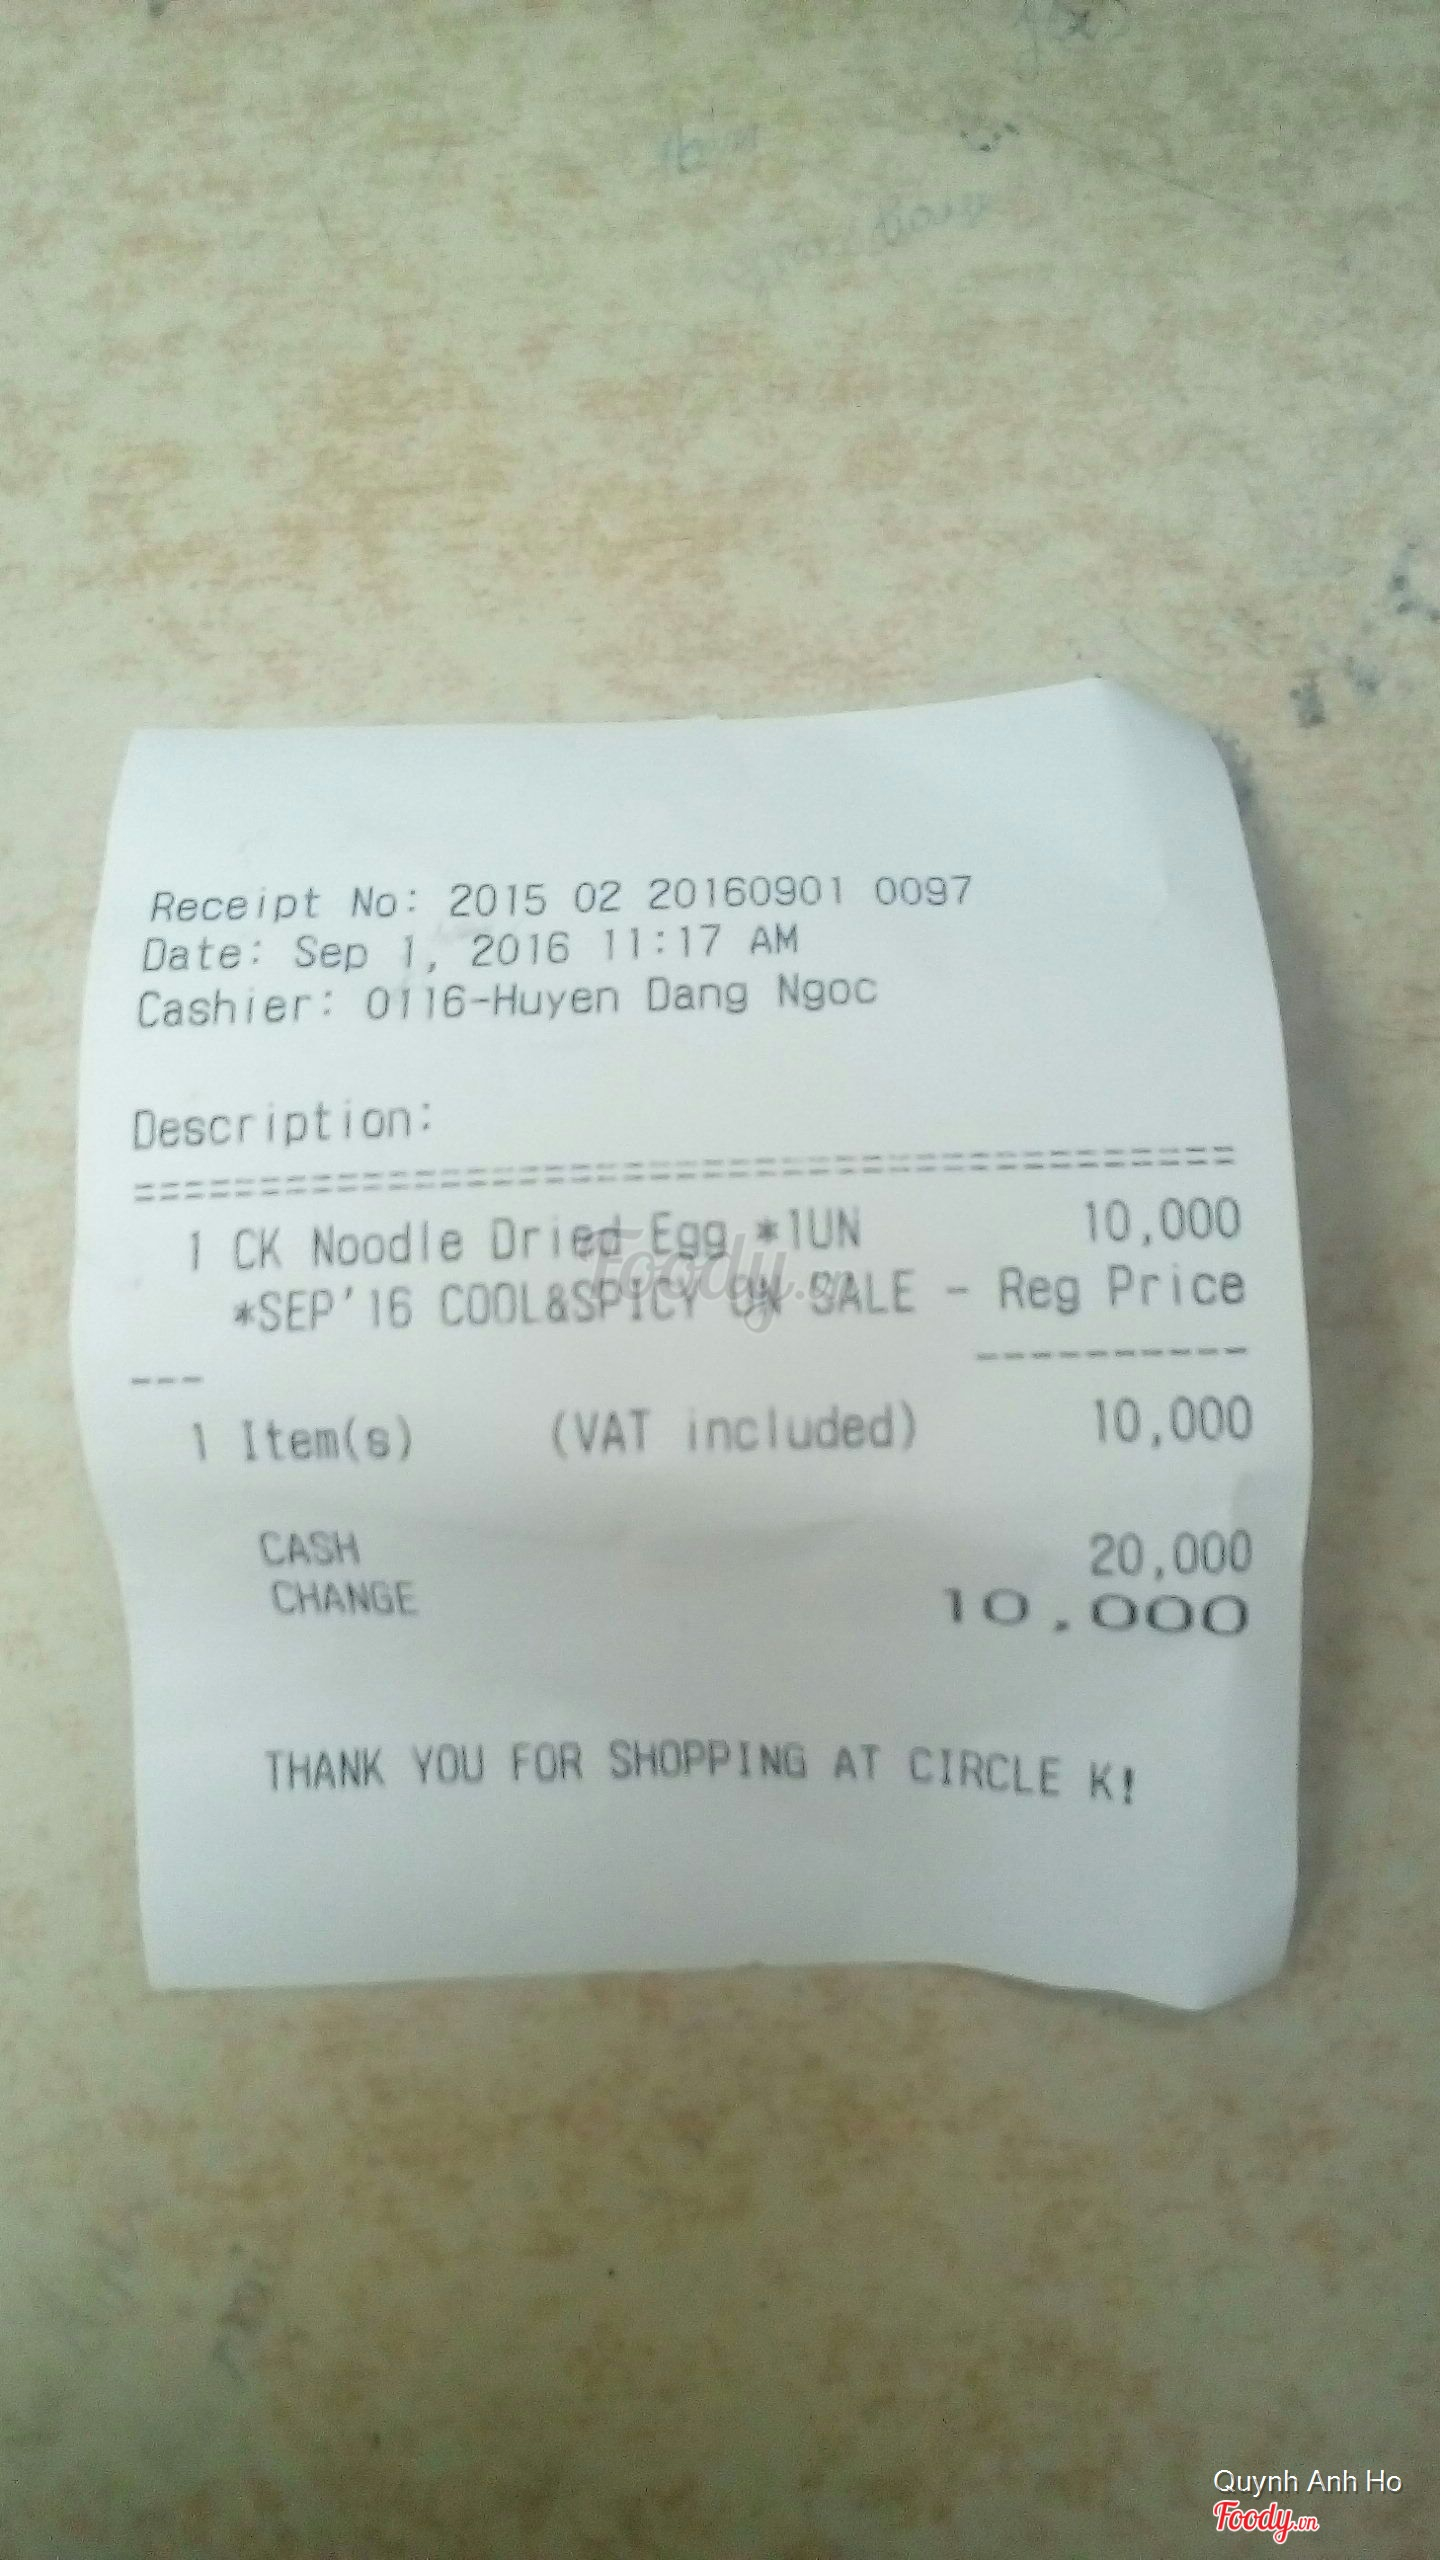 Receipt No: 2015 02 20160901 0097
Date: Sep 1, 2016 11:17 AM
Cashier: 0116-Huyen Dang Ngoc
Description:
================================================
1 CK Noodle Dried Egg *1UN 10,000
*SEP'16 COOL&SPICY ON SALE - Reg Price
---
----------
1 Item(s) (VAT included) 10,000
CASH 20,000
CHANGE 10,000
THANK YOU FOR SHOPPING AT CIRCLE K!
Foody.vn
Quynh Anh Ho
Foody.vn